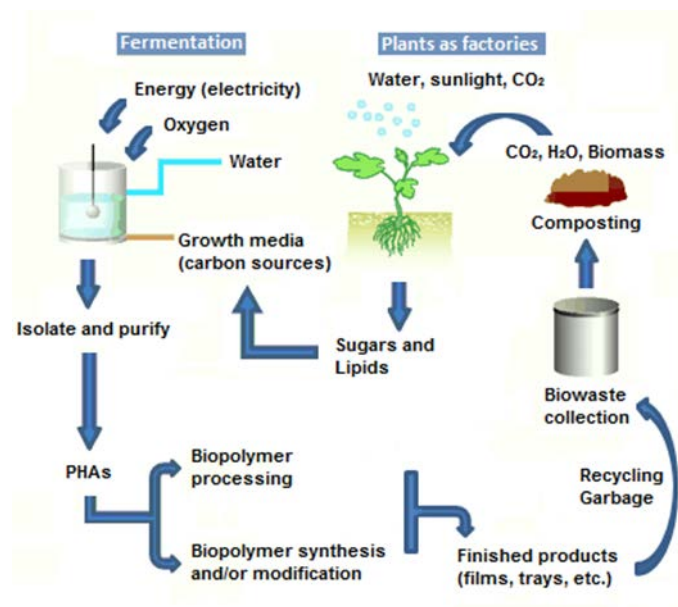 Fermentation
Plants as factories
Energy (electricity)
Oxygen
Water
Growth media
(carbon sources)
Water, sunlight, CO₂
CO₂, H₂O, Biomass
Composting
Isolate and purify
Sugars and
Lipids
Biowaste
collection
PHAs
Biopolymer
processing
Biopolymer synthesis
and/or modification
Recycling
Garbage
Finished products
(films, trays, etc.)